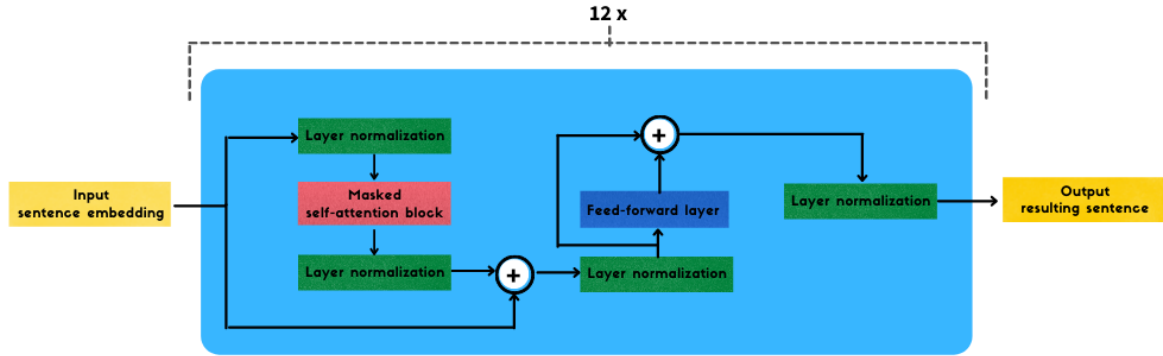 12 x
Input
sentence embedding
Layer normalization
Masked
self-attention block
Layer normalization
+
+
Feed-forward layer
Layer normalization
Layer normalization
Output
resulting sentence